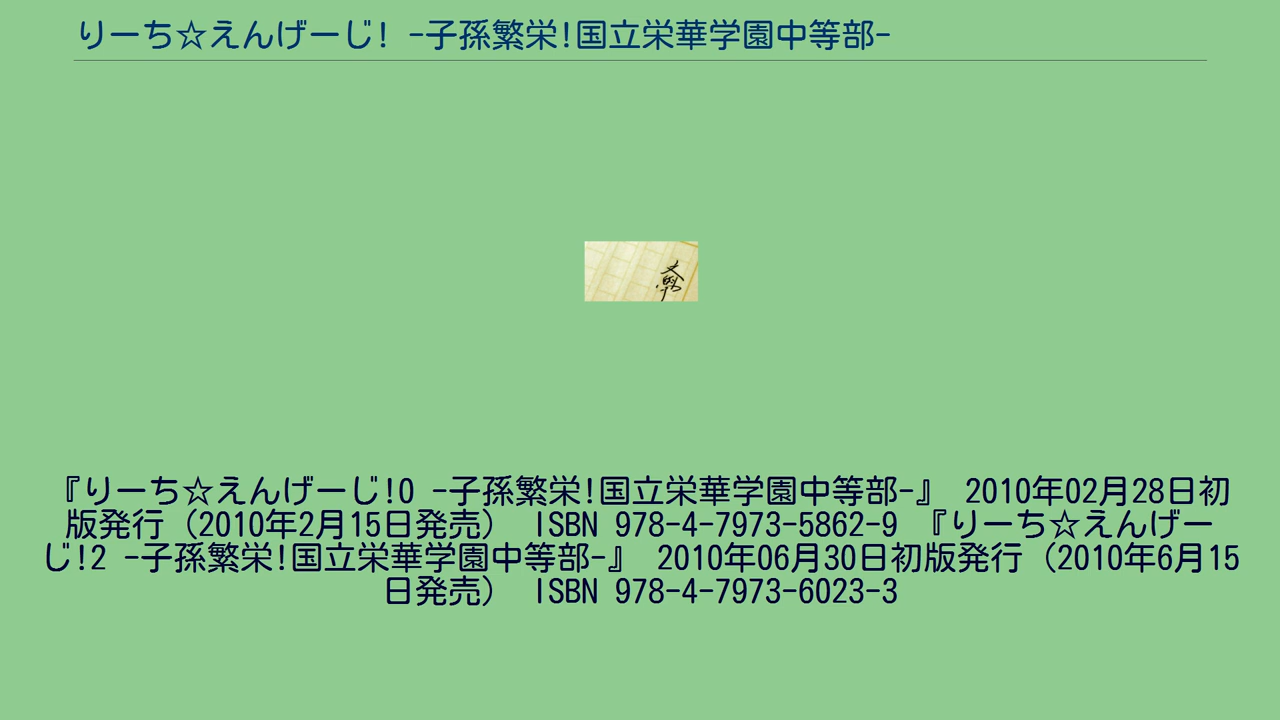 りーち☆えんげーじ! -子孫繁栄!国立栄華学園中等部-
『りーち☆えんげーじ!0 -子孫繁栄!国立栄華学園中等部-』 2010年02月28日初
版発行（2010年2月15日発売） ISBN 978-4-7973-5862-9 『りーち☆えんげー
じ!2 -子孫繁栄!国立栄華学園中等部-』 2010年06月30日初版発行（2010年6月15
日発売） ISBN 978-4-7973-6023-3